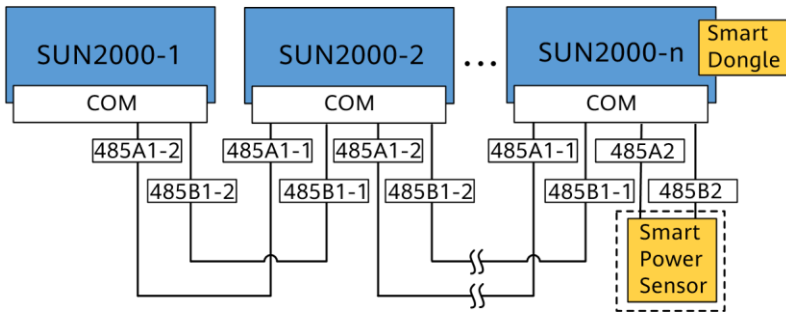 SUN2000-1
SUN2000-2
...
SUN2000-n
Smart
Dongle
COM
COM
COM
485A1-2
485A1-1
485A1-2
485A1-1
485A2
485B1-2
485B1-1
485B1-2
485B1-1
485B2
Smart
Power
Sensor